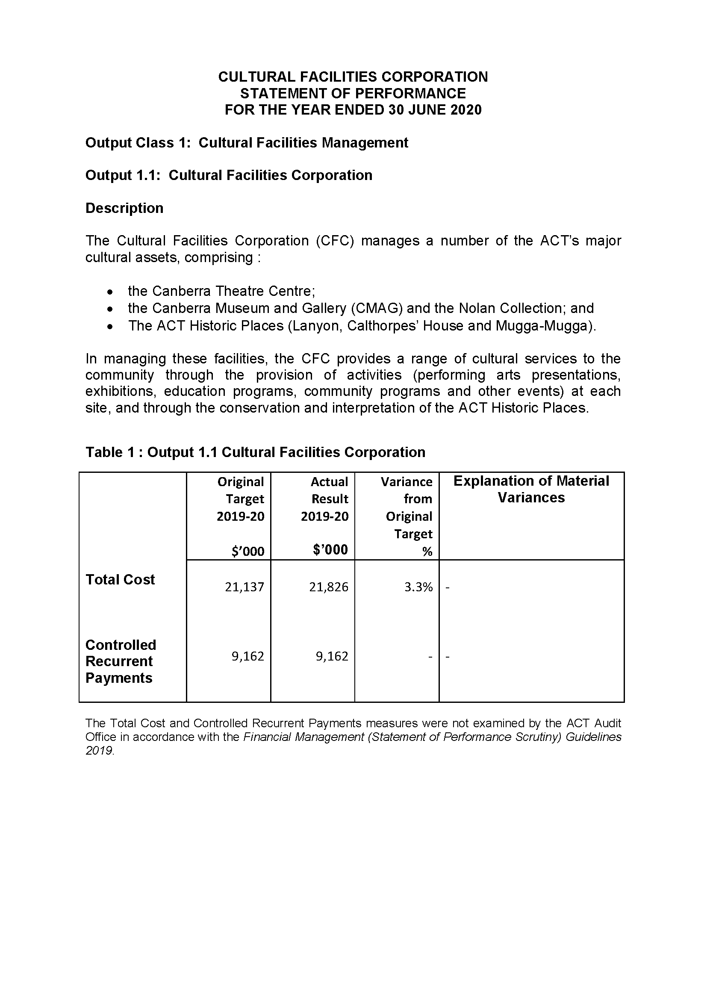 CULTURAL FACILITIES CORPORATION
STATEMENT OF PERFORMANCE
FOR THE YEAR ENDED 30 JUNE 2020
Output Class 1:  Cultural Facilities Management
Output 1.1:  Cultural Facilities Corporation
Description
The Cultural Facilities Corporation (CFC) manages a number of the ACT’s major
cultural assets, comprising :
• the Canberra Theatre Centre;
• the Canberra Museum and Gallery (CMAG) and the Nolan Collection; and
• The ACT Historic Places (Lanyon, Calthorpes’ House and Mugga-Mugga).
In managing these facilities, the CFC provides a range of cultural services to the
community through the provision of activities (performing arts presentations,
exhibitions, education programs, community programs and other events) at each
site, and through the conservation and interpretation of the ACT Historic Places.
Table 1 : Output 1.1 Cultural Facilities Corporation
Original
Target
2019-20
$’000
Actual
Result
2019-20
$’000
Variance
from
Original
Target
%
Explanation of Material
Variances
Total Cost
21,137
21,826
3.3%
-
Controlled
Recurrent
Payments
9,162
9,162
-
-
The Total Cost and Controlled Recurrent Payments measures were not examined by the ACT Audit
Office in accordance with the Financial Management (Statement of Performance Scrutiny) Guidelines
2019.